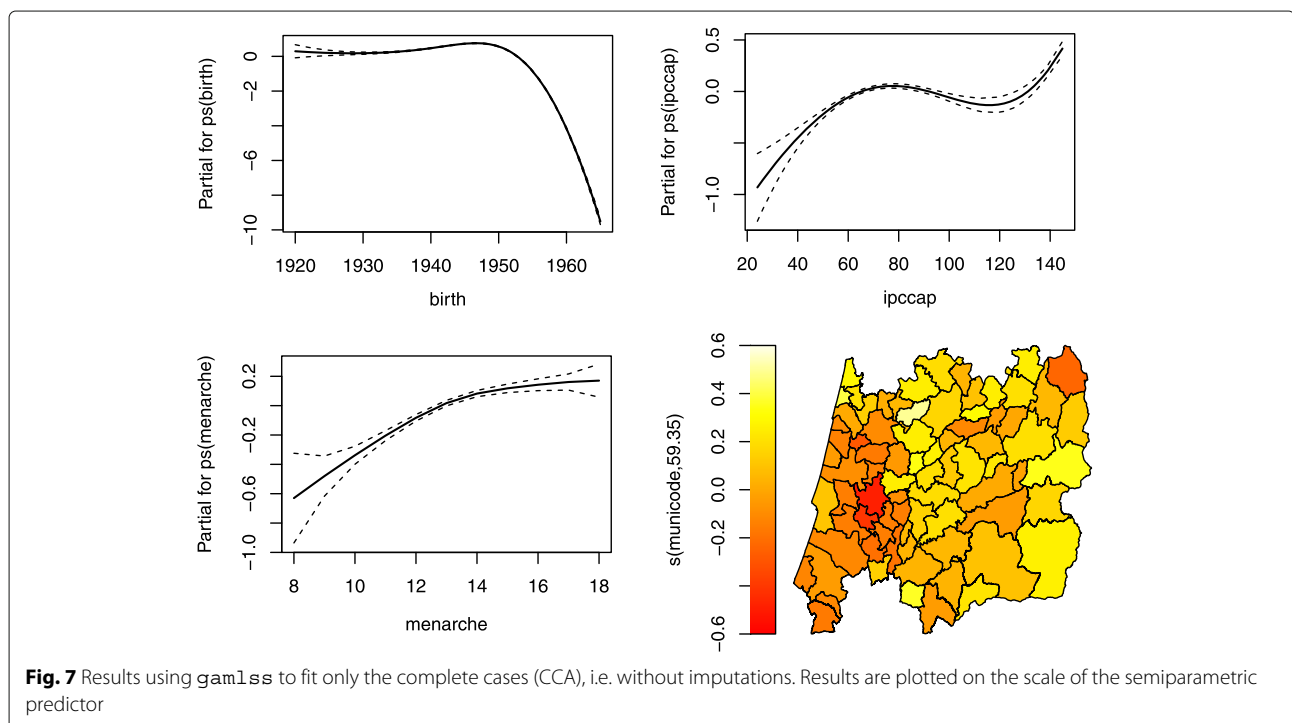 Partial for ps(birth)
0
−2
−6
−10
1920 1930 1940 1950 1960
birth
Partial for ps(ipccap)
0.5
0.0
−1.0
20 40 60 80 100 120 140
ipccap
Partial for ps(menarche)
0.2
−0.2
−0.6
−1.0
8 10 12 14 16 18
menarche
s(municode,59.35)
0.6
0.4
0.2
0.0
−0.2
−0.6
Fig. 7 Results using gamlss to fit only the complete cases (CCA), i.e. without imputations. Results are plotted on the scale of the semiparametric
predictor